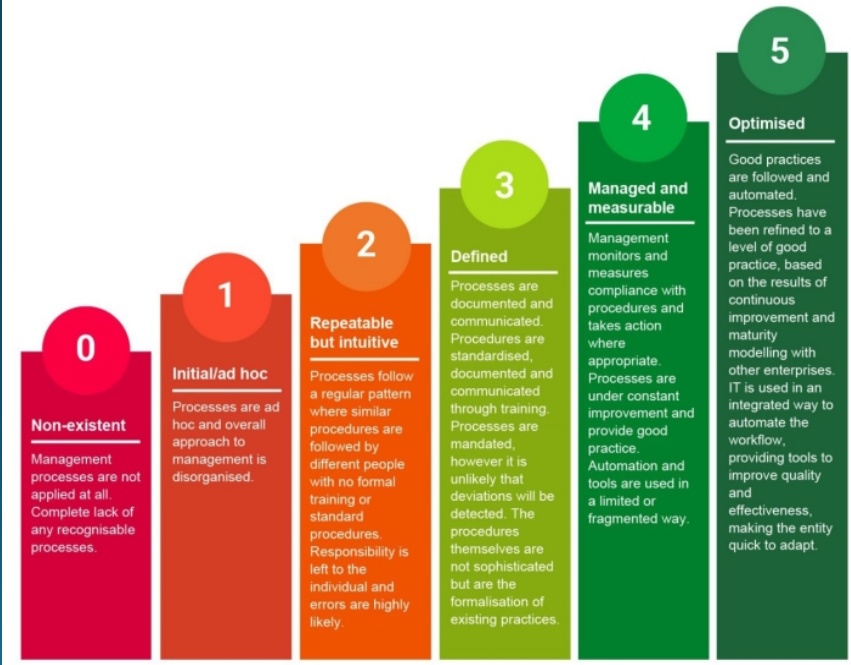 0
Non-existent
Management
processes are not
applied at all.
Complete lack of
any recognisable
processes.
1
Initial/ad hoc
Processes are ad
hoc and overall
approach to
management is
disorganised.
2
Repeatable
but intuitive
Processes follow
a regular pattern
where similar
procedures are
followed by
different people
with no formal
training or
standard
procedures.
Responsibility is
left to the
individual and
errors are highly
likely.
3
Defined
Processes are
documented and
communicated.
Procedures are
standardised,
documented and
communicated
through training.
Processes are
mandated,
however it is
unlikely that
deviations will be
detected. The
procedures
themselves are
not sophisticated
but are the
formalisation of
existing practices.
4
Managed and
measurable
Management
monitors and
measures
compliance with
procedures and
takes action
where
appropriate.
Processes are
under constant
improvement and
provide good
practice.
Automation and
tools are used in
a limited or
fragmented way.
5
Optimised
Good practices
are followed and
automated.
Processes have
been refined to a
level of good
practice, based
on the results of
continuous
improvement and
maturity
modelling with
other enterprises.
IT is used in an
integrated way to
automate the
workflow,
providing tools to
improve quality
and
effectiveness,
making the entity
quick to adapt.